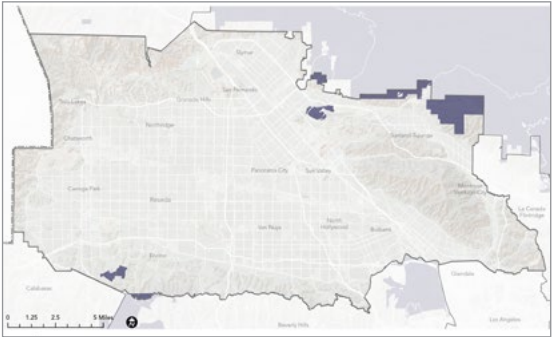 Sylmar
San Fernando
Granada Hills
Chatsworth
Northridge
Sunland-Tujunga
Panorama City
Sun Valley
Canoga Park
Reseda
La Canada
Flintridge
Van Nuys
North
Hollywood
Burbank
Encino
Glendale
Calabasas
0 1.25 2.5 5 Miles
Beverly Hills
Los Angeles